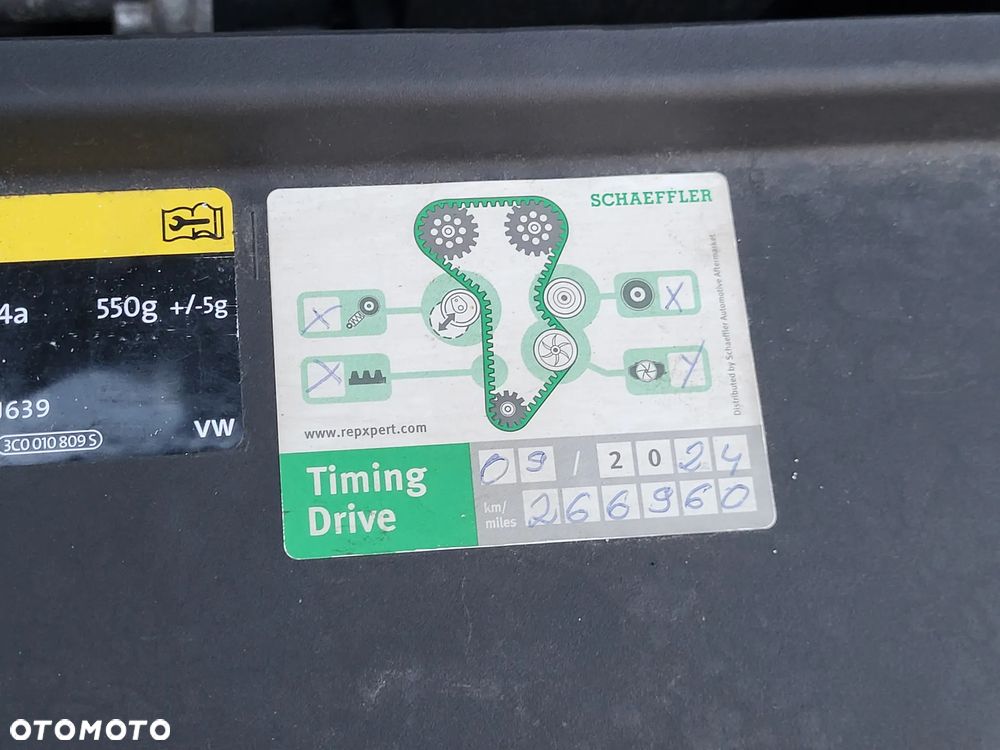 SCHAEFFLER
4a 550g +/-5g
X X
X X
Distributed by Schaeffler Automotive Aftermarket
J639
3C0 010 809 S
VW
www.repxpert.com
Timing
Drive
09 / 2024
km/
miles 266960
OTOMOTO